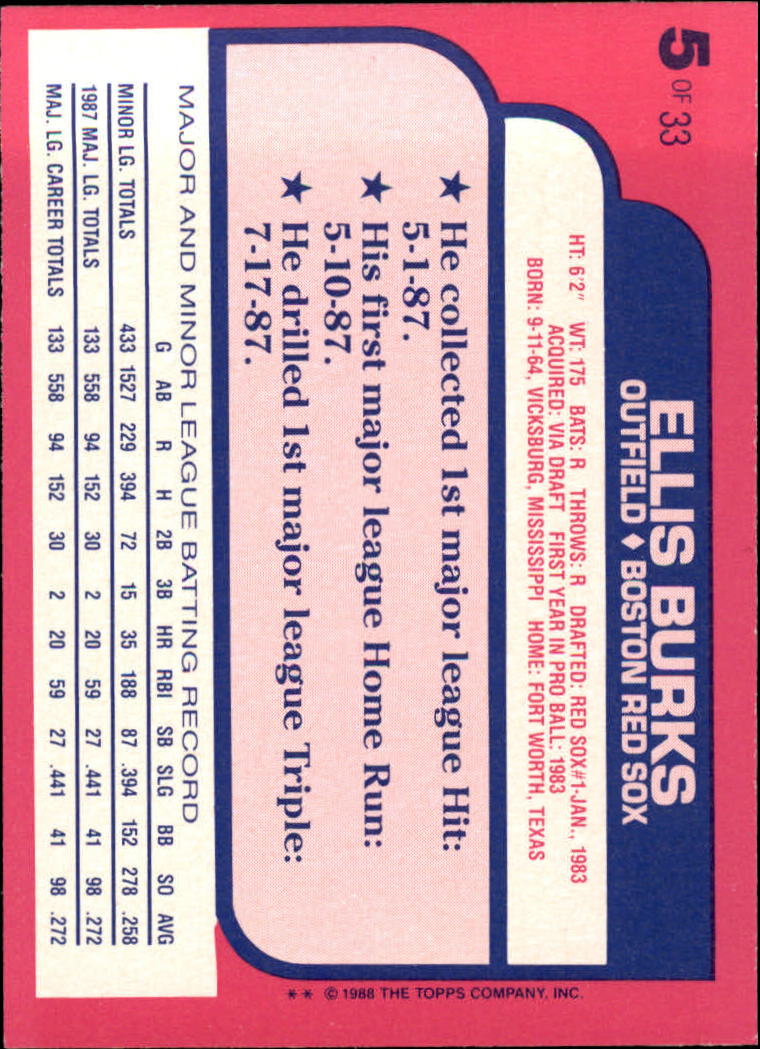 5 OF 33
ELLIS BURKS
OUTFIELD ♦ BOSTON RED SOX
HT: 6'2" WT: 175 BATS: R THROWS: R DRAFTED: RED SOX#1-JAN., 1983
ACQUIRED: VIA DRAFT FIRST YEAR IN PRO BALL: 1983
BORN: 9-11-64, VICKSBURG, MISSISSIPPI HOME: FORT WORTH, TEXAS
★ He collected 1st major league Hit:
5-1-87.
★ His first major league Home Run:
5-10-87.
★ He drilled 1st major league Triple:
7-17-87.
MAJOR AND MINOR LEAGUE BATTING RECORD
G AB R H 2B 3B HR RBI SB SLG BB SO AVG
MINOR LG. TOTALS 433 1527 229 394 72 15 35 188 87 .394 152 278 .258
1987 MAJ. LG. TOTALS 133 558 94 152 30 2 20 59 27 .441 41 98 .272
MAJ. LG. CAREER TOTALS 133 558 94 152 30 2 20 59 27 .441 41 98 .272
** © 1988 THE TOPPS COMPANY, INC.